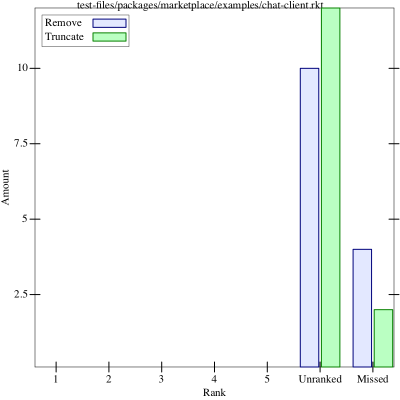 test-files/packages/marketplace/examples/chat-client.rkt
Remove
Truncate
10
7.5
5
2.5
Amount
1 2 3 4 5 Unranked Missed
Rank